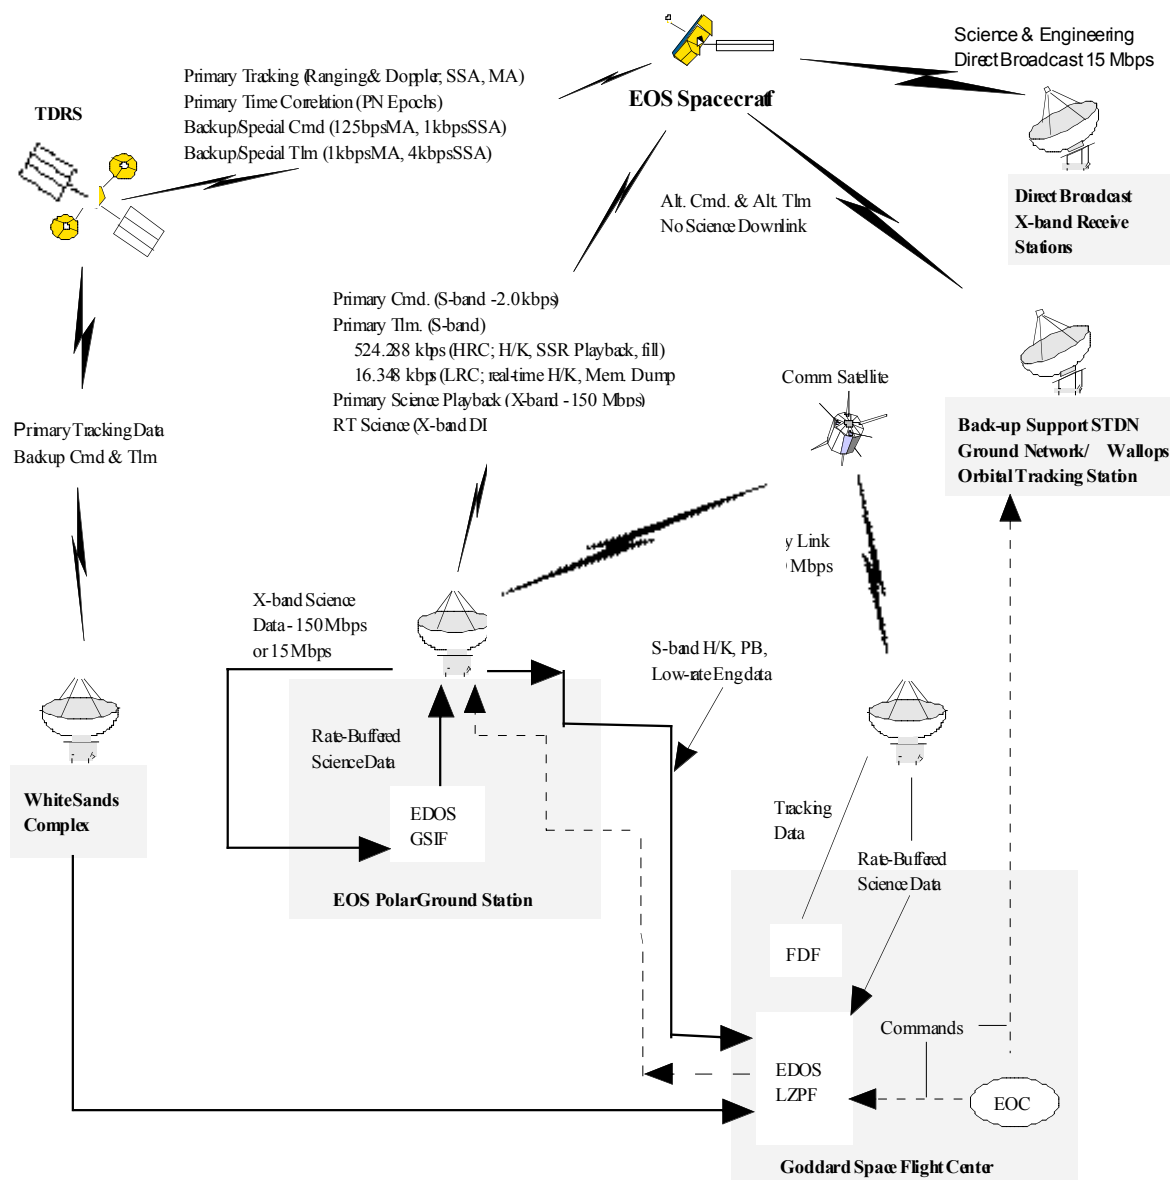 Science & Engineering
Direct Broadcast 15 Mbps
Primary Tracking (Ranging & Doppler; SSA, MA)
Primary Time Correlation (PN Epochs)
Backup/Special Cmd (125bps MA, 1kbps SSA)
Backup/Special Tlm (1kbps MA, 4kbps SSA)
EOS Spacecraft
TDRS
Direct Broadcast
X-band Receive
Stations
Alt. Cmd. & Alt. Tlm
No Science Downlink
Primary Cmd. (S-band - 2.0 kbps)
Primary Tlm. (S-band)
524.288 kbps (HRC; H/K, SSR Playback, fill)
16.348 kbps (LRC; real-time H/K, Mem. Dump
Primary Science Playback (X-band - 150 Mbps)
RT Science (X-band DI
Comm Satellite
Primary Tracking Data
Backup Cmd & Tlm
Back-up Support STDN
Ground Network/ Wallops
Orbital Tracking Station
y Link
Mbps
X-band Science
Data - 150 Mbps
or 15 Mbps
S-band H/K, PB,
Low-rate Eng data
Rate-Buffered
Science Data
White Sands
Complex
EDOS
GSIF
Tracking
Data
Rate-Buffered
Science Data
EOS Polar Ground Station
FDF
Commands
EDOS
LZPF
EOC
Goddard Space Flight Center